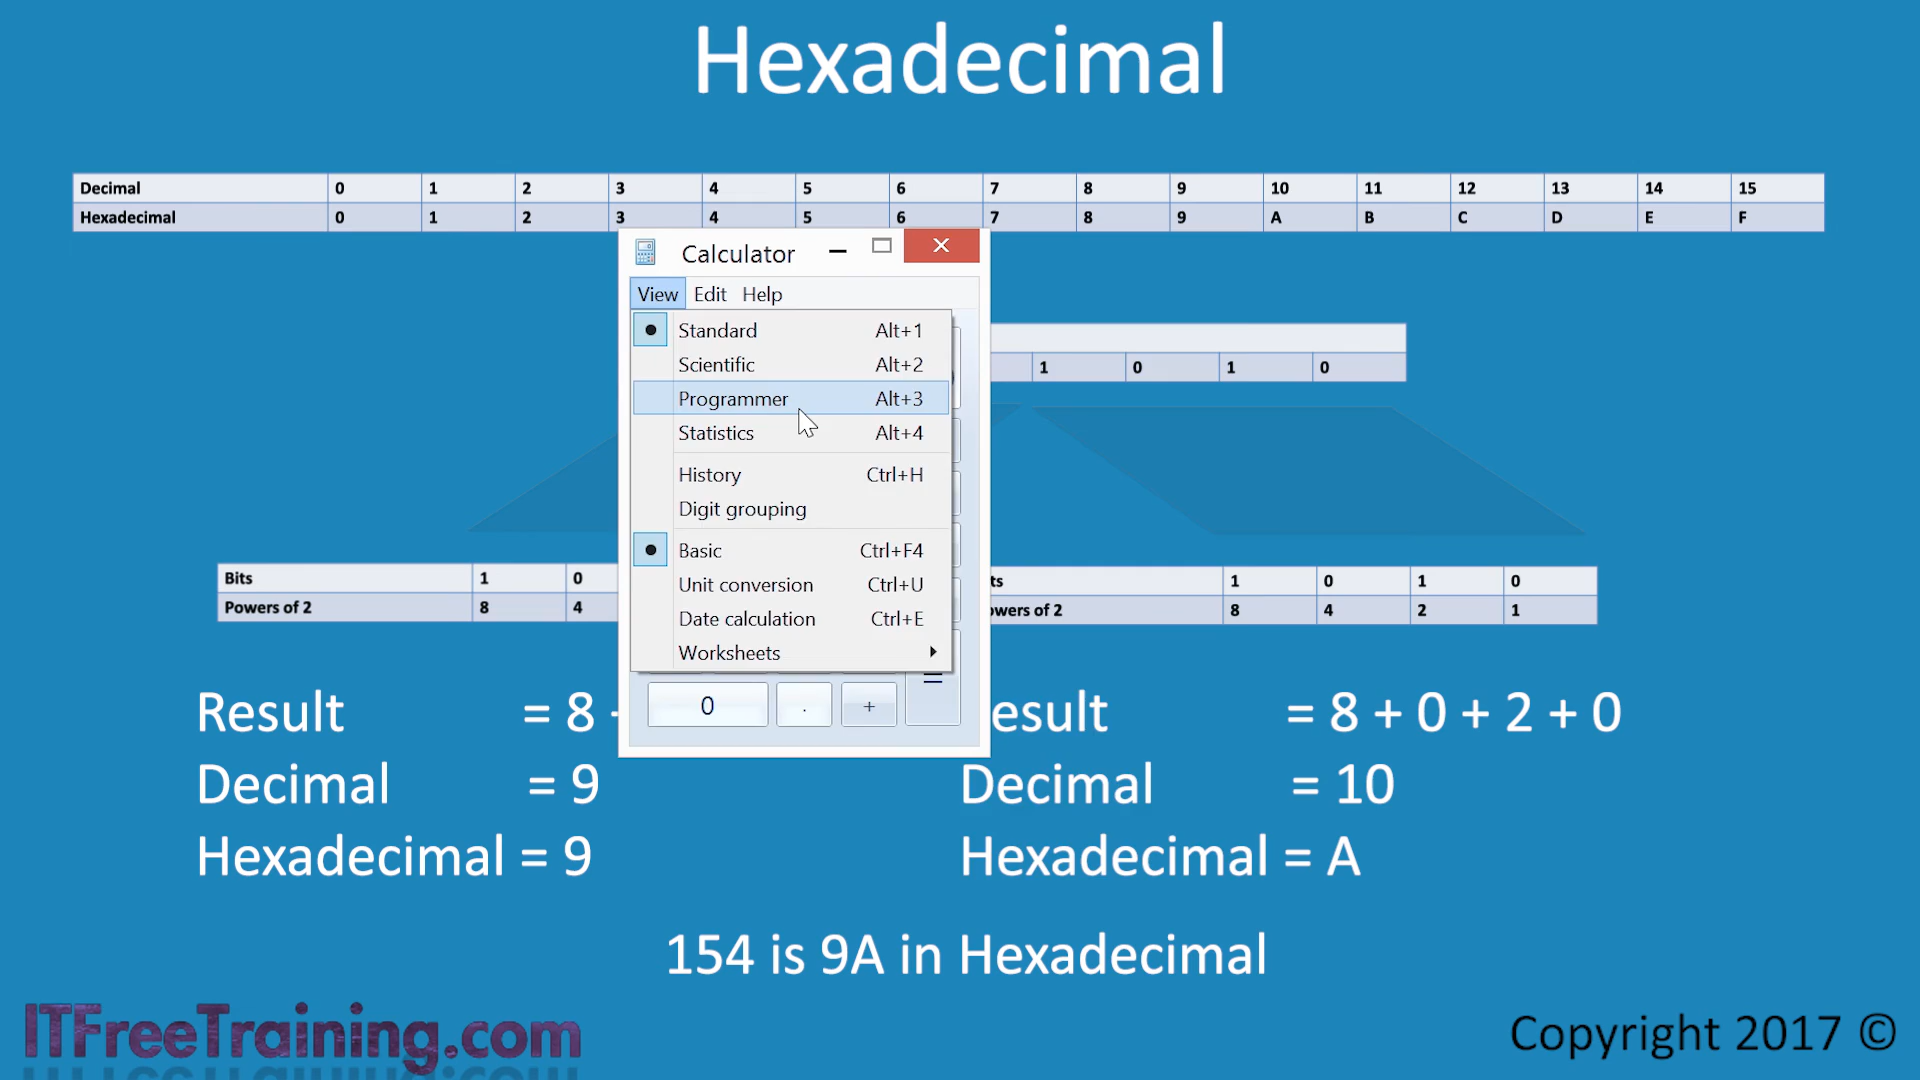 Hexadecimal
Decimal 0 1 2 3 4 5 6 7 8 9 10 11 12 13 14 15
Hexadecimal 0 1 2 3 4 5 6 7 8 9 A B C D E F
Calculator
View Edit Help
Standard Alt+1
Scientific Alt+2
Programmer Alt+3
Statistics Alt+4
History Ctrl+H
Digit grouping
Basic Ctrl+F4
Unit conversion Ctrl+U
Date calculation Ctrl+E
Worksheets
0 . + =
1 0 1 0
Bits 1 0
Powers of 2 8 4
ts 1 0 1 0
owers of 2 8 4 2 1
Result = 8
Decimal = 9
Hexadecimal = 9
esult = 8 + 0 + 2 + 0
Decimal = 10
Hexadecimal = A
154 is 9A in Hexadecimal
ITFreeTraining.com
Copyright 2017 ©